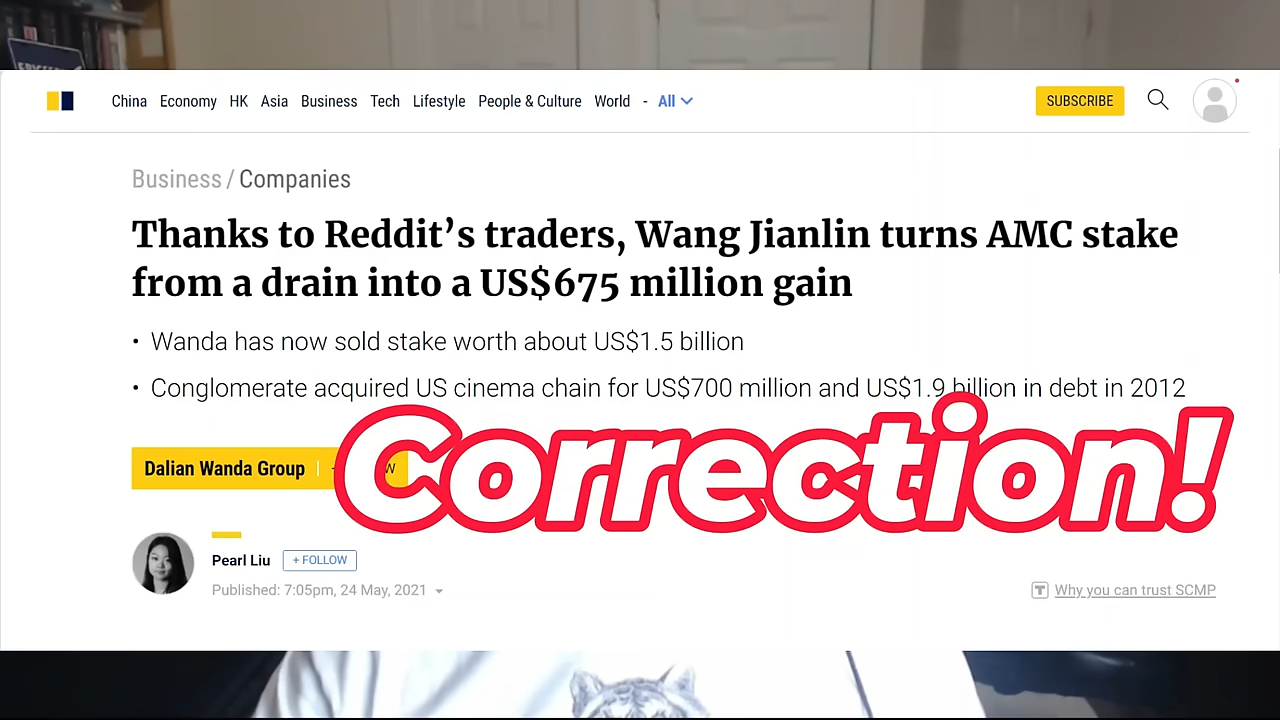 China Economy HK Asia Business Tech Lifestyle People & Culture World - All
SUBSCRIBE
Business / Companies
Thanks to Reddit's traders, Wang Jianlin turns AMC stake
from a drain into a US$675 million gain
• Wanda has now sold stake worth about US$1.5 billion
• Conglomerate acquired US cinema chain for US$700 million and US$1.9 billion in debt in 2012
Dalian Wanda Group
Correction!
Pearl Liu
+ FOLLOW
Published: 7:05pm, 24 May, 2021
Why you can trust SCMP